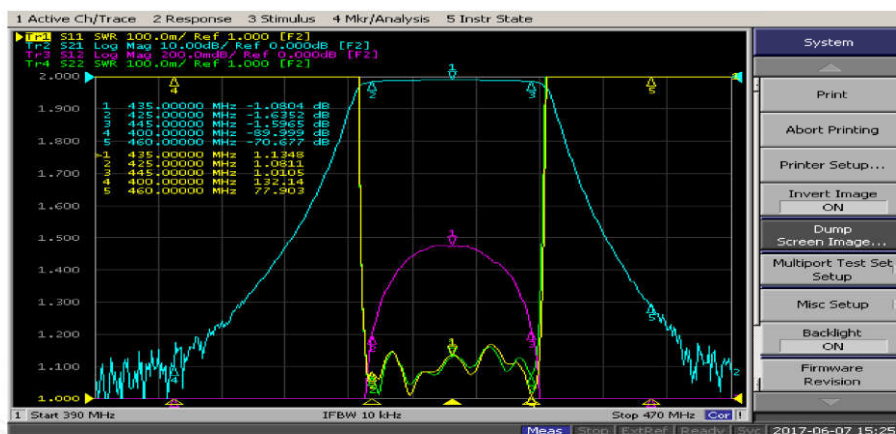 1 Active Ch/Trace 2 Response 3 Stimulus 4 Mkr/Analysis 5 Instr State
Tr1 S11 SWR 100.0m/ Ref 1.000 [F2]
Tr2 S21 Log Mag 10.00dB/ Ref 0.000dB [F2]
Tr3 S12 Log Mag 200.0mdB/ Ref 0.000dB [F2]
Tr4 S22 SWR 100.0m/ Ref 1.000 [F2]
2.000
1.900
1.800
1.700
1.600
1.500
1.400
1.300
1.200
1.100
1.000
1 435.00000 MHz -1.0804 dB
2 425.00000 MHz -1.6352 dB
3 445.00000 MHz -1.5965 dB
4 400.00000 MHz -89.999 dB
5 460.00000 MHz -70.677 dB
>1 435.00000 MHz 1.1348
2 425.00000 MHz 1.0811
3 445.00000 MHz 1.0105
4 400.00000 MHz 132.14
5 460.00000 MHz 77.903
1 Start 390 MHz IFBW 10 kHz Stop 470 MHz Cor !
Meas Stop ExtRef Ready Svc 2017-06-07 15:25
System
Print
Abort Printing
Printer Setup...
Invert Image
ON
Dump
Screen Image...
Multiport Test Set
Setup
Misc Setup
Backlight
ON
Firmware
Revision